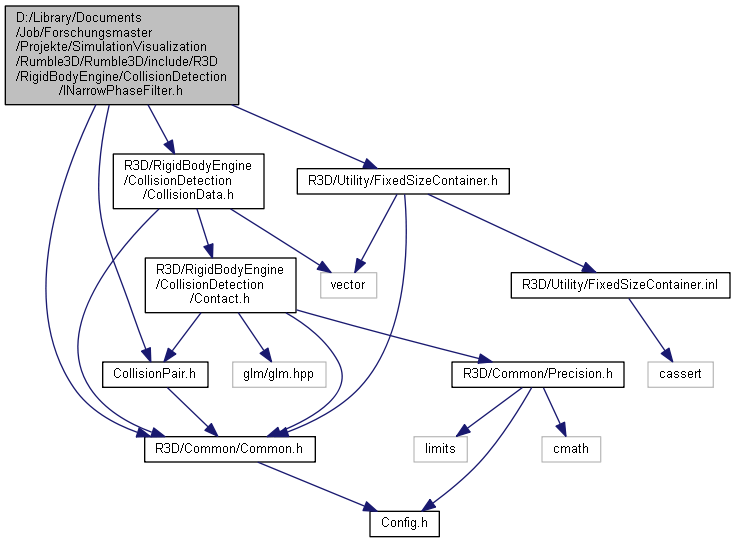 D:/Library/Documents
/Job/Forschungsmaster
/Projekte/SimulationVisualization
/Rumble3D/Rumble3D/include/R3D
/RigidBodyEngine/CollisionDetection
/INarrowPhaseFilter.h
R3D/RigidBodyEngine
/CollisionDetection
/CollisionData.h
R3D/Utility/FixedSizeContainer.h
R3D/RigidBodyEngine
/CollisionDetection
/Contact.h
vector
R3D/Utility/FixedSizeContainer.inl
CollisionPair.h
glm/glm.hpp
R3D/Common/Precision.h
cassert
R3D/Common/Common.h
limits
cmath
Config.h